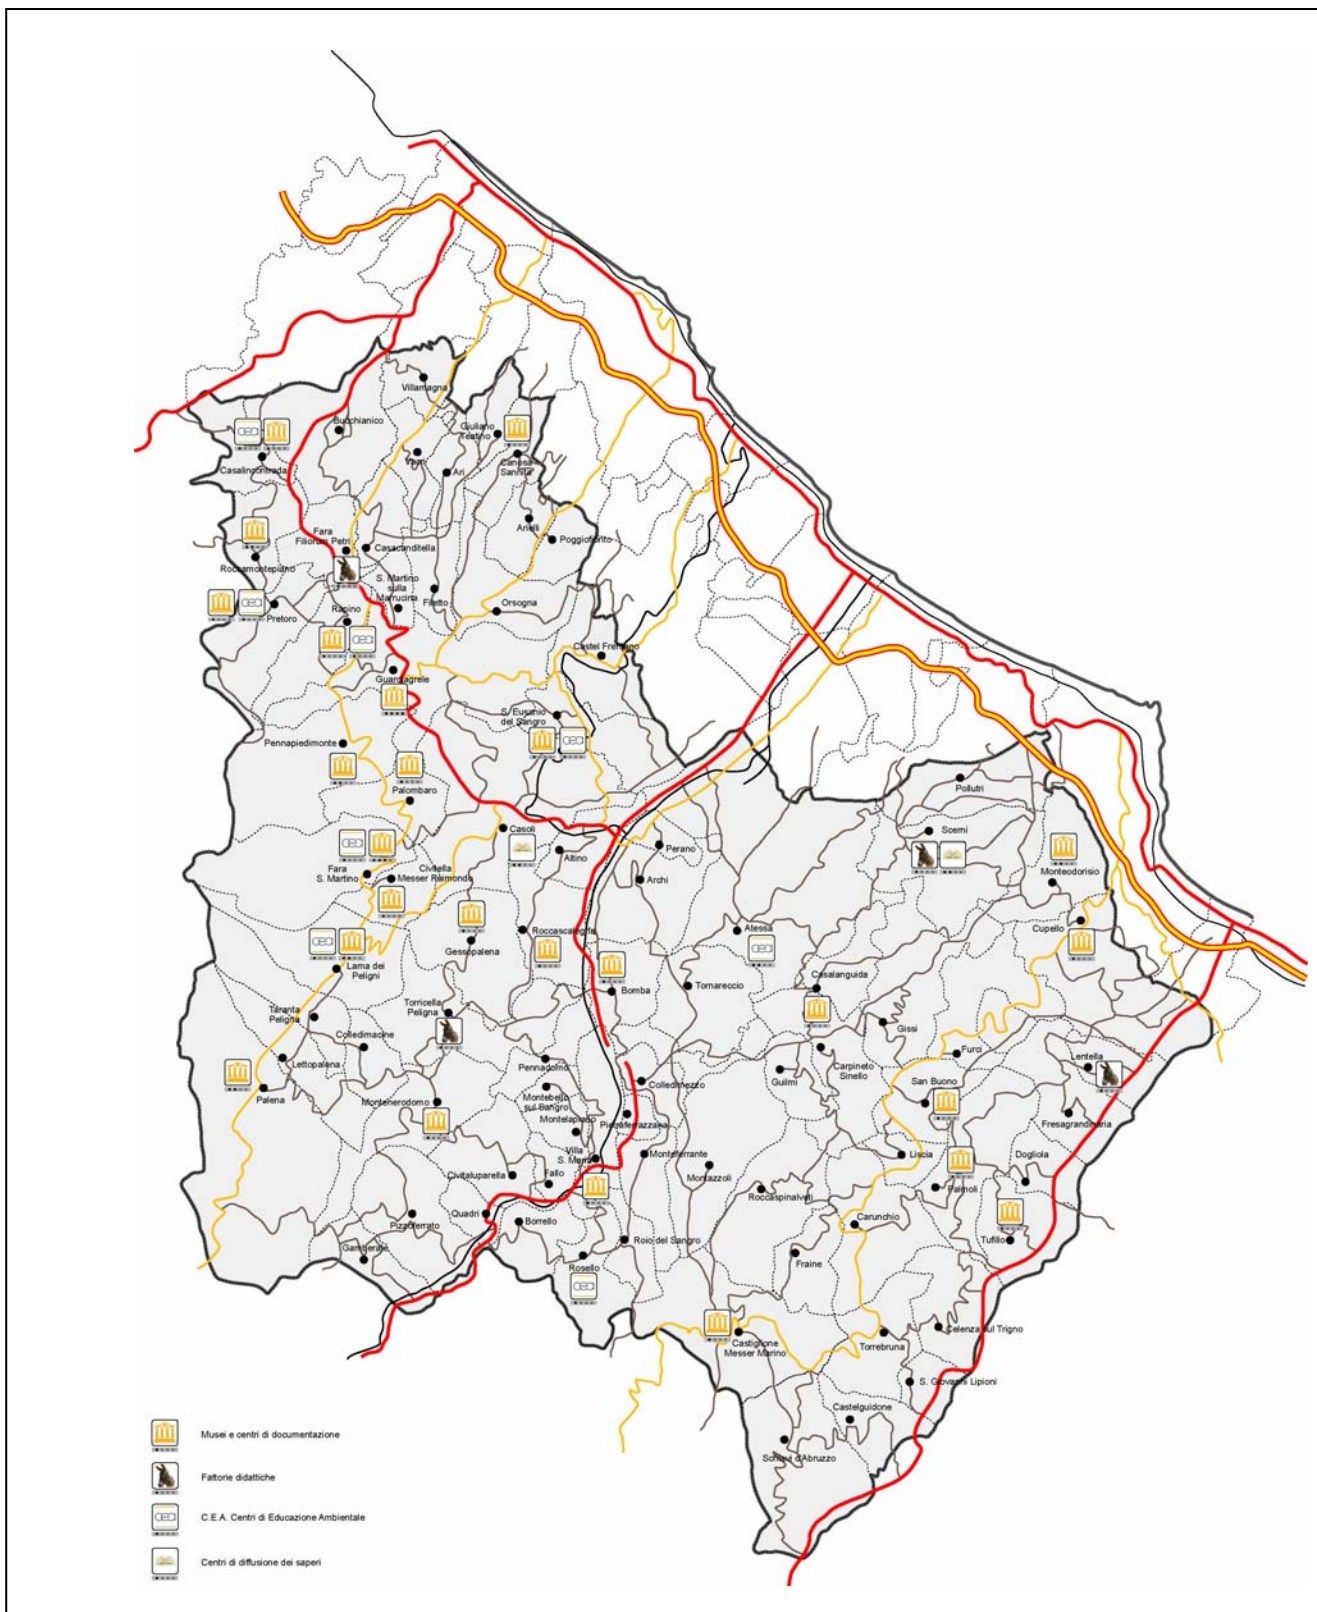 Villamagna
Bucchianico
Giuliano
Teatino
Vacri
Ari
Canosa
Sannita
Casalincontrada
Arielli
Poggiofiorito
Fara
Filiorum Petri
Casacanditella
Roccamontepiano
S. Martino
sulla
Marrucina
Filetto
Orsogna
Pretoro
Rapino
Castel Frentano
Guardiagrele
S. Eusanio
del Sangro
Pennapiedimonte
Palombaro
Pollutri
Casoli
Scerni
Altino
Perano
Archi
Monteodorisio
Fara
S. Martino
Civitella
Messer Raimondo
Gessopalena
Roccascalegna
Atessa
Cupello
Lama dei
Peligni
Bomba
Tornareccio
Casalanguida
Taranta
Peligna
Torricella
Peligna
Colledimacine
Gissi
Lettopalena
Palena
Pennadomo
Colledimezzo
Guilmi
Carpineto
Sinello
Furci
Lentella
San Buono
Montenerodomo
Montebello
sul Sangro
Montelapiano
Pietraferrazzana
Fresagrandinaria
Villa
S. Maria
Monteferrante
Montazzoli
Liscia
Dogliola
Civitaluparella
Fallo
Roccaspinalveti
Palmoli
Pizzoferrato
Quadri
Borrello
Carunchio
Tufillo
Gamberale
Roio del Sangro
Rosello
Fraine
cea
Castiglione
Messer Marino
Torrebruna
Celenza sul Trigno
S. Giovanni Lipioni
Castelguidone
Schiavi d'Abruzzo
Musei e centri di documentazione
Fattorie didattiche
cea
C.E.A. Centri di Educazione Ambientale
Centri di diffusione dei saperi